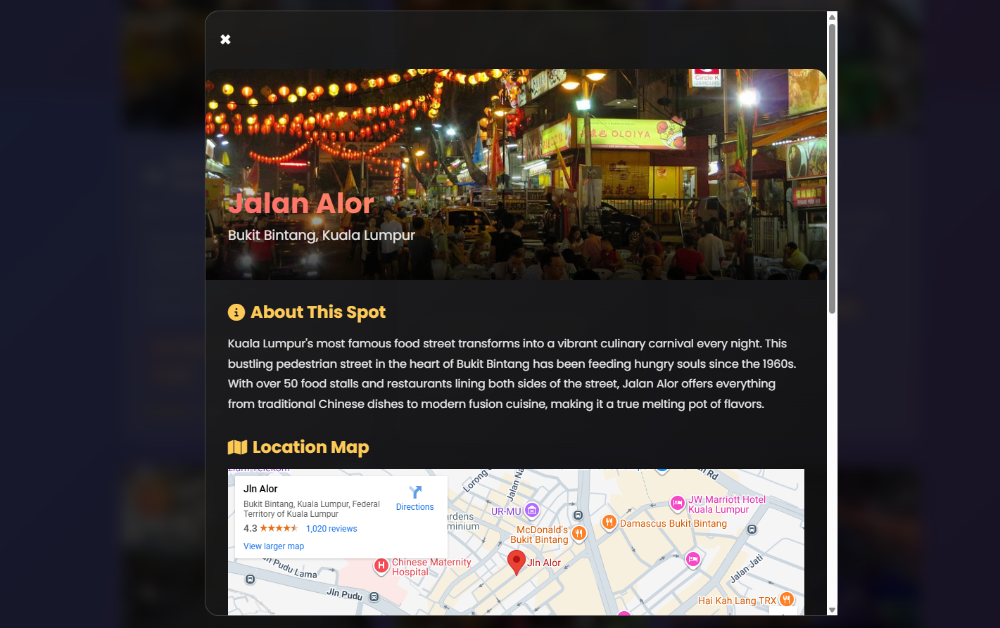 ✖
Circle K
24 HOURS
OLOIYA
Jalan Alor
Bukit Bintang, Kuala Lumpur
About This Spot
Kuala Lumpur's most famous food street transforms into a vibrant culinary carnival every night. This
bustling pedestrian street in the heart of Bukit Bintang has been feeding hungry souls since the 1960s.
With over 50 food stalls and restaurants lining both sides of the street, Jalan Alor offers everything
from traditional Chinese dishes to modern fusion cuisine, making it a true melting pot of flavors.
Location Map
Jln Alor
Bukit Bintang, Kuala Lumpur, Federal
Territory of Kuala Lumpur
4.3
1,020 reviews
View larger map
Directions
Lorong
Jalan
Rd
UR-MU
JW Marriott Hotel
Kuala Lumpur
McDonald's
Bukit Bintang
Damascus Bukit Bintang
Jln Alor
H
Chinese Maternity
Hospital
Pudu Lama
Jln Pudu
Jalan Jati
Hai Kah Lang TRX